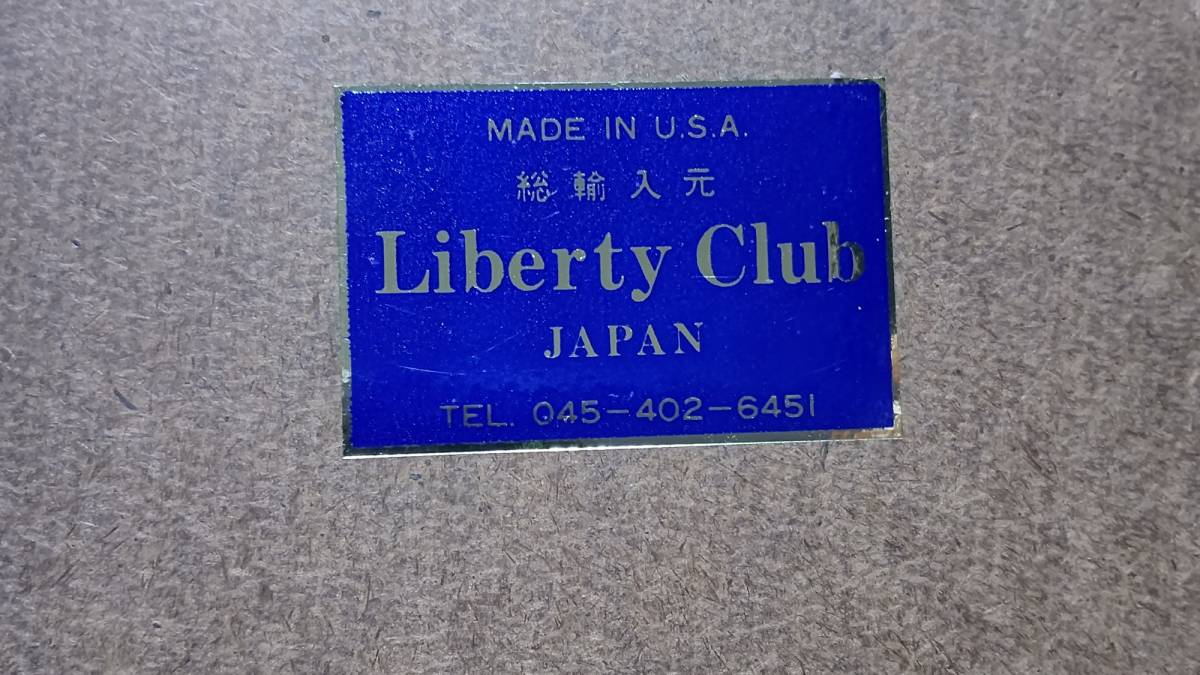 MADE IN U.S.A.
総輸入元
Liberty Club
JAPAN
TEL. 045-402-6451